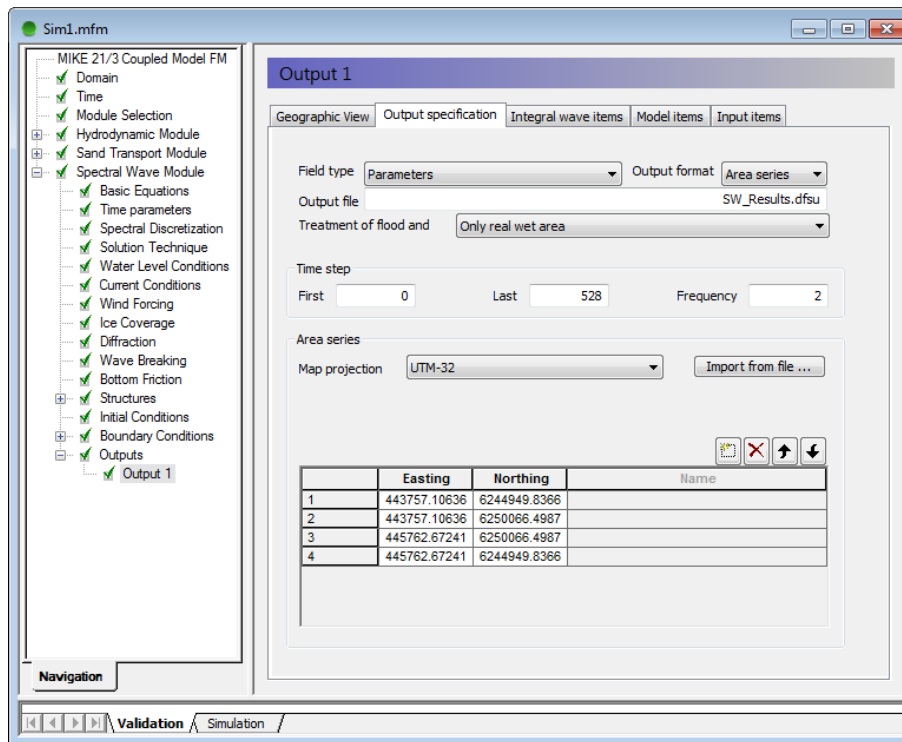 Sim1.mfm
MIKE 21/3 Coupled Model FM
Domain
Time
Module Selection
Hydrodynamic Module
Sand Transport Module
Spectral Wave Module
Basic Equations
Time parameters
Spectral Discretization
Solution Technique
Water Level Conditions
Current Conditions
Wind Forcing
Ice Coverage
Diffraction
Wave Breaking
Bottom Friction
Structures
Initial Conditions
Boundary Conditions
Outputs
Output 1
Navigation
Output 1
Geographic View Output specification Integral wave items Model items Input items
Field type Parameters Output format Area series
Output file SW_Results.dfsu
Treatment of flood and Only real wet area
Time step
First 0 Last 528 Frequency 2
Area series
Map projection UTM-32 Import from file ...
Easting Northing Name
1 443757.10636 6244949.8366
2 443757.10636 6250066.4987
3 445762.67241 6250066.4987
4 445762.67241 6244949.8366
Validation Simulation